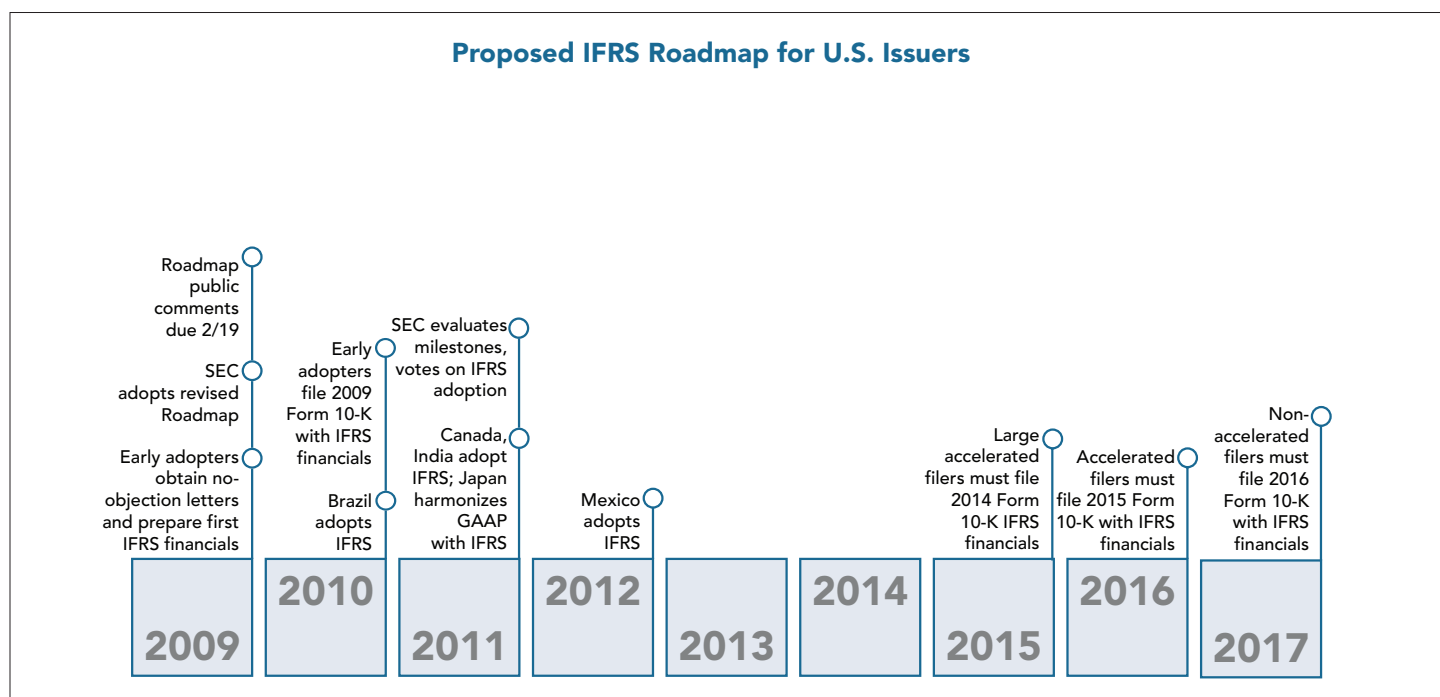 Proposed IFRS Roadmap for U.S. Issuers
Roadmap
public
comments
due 2/19
SEC
adopts revised
Roadmap
Early adopters
obtain no-
objection letters
and prepare first
IFRS financials
2009
Early
adopters
file 2009
Form 10-K
with IFRS
financials
Brazil
adopts
IFRS
2010
SEC evaluates
milestones,
votes on IFRS
adoption
Canada,
India adopt
IFRS; Japan
harmonizes
GAAP
with IFRS
2011
Mexico
adopts
IFRS
2012
2013
2014
Large
accelerated
filers must file
2014 Form
10-K IFRS
financials
2015
Accelerated
filers must
file 2015 Form
10-K with IFRS
financials
2016
Non-
accelerated
filers must
file 2016
Form 10-K
with IFRS
financials
2017